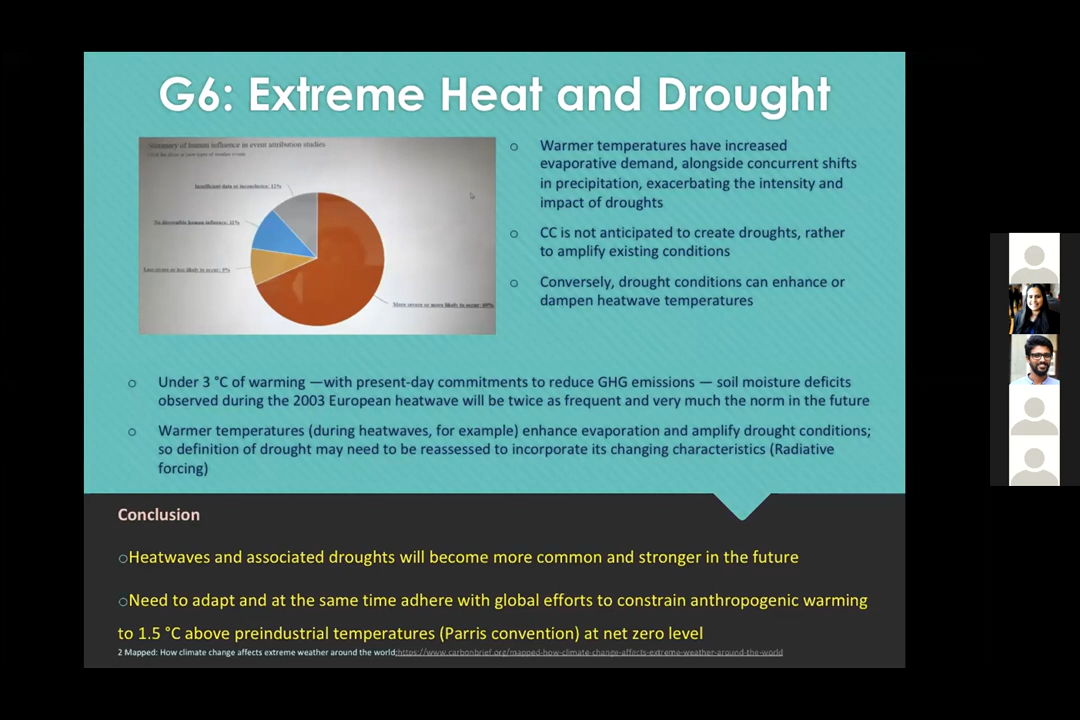 G6: Extreme Heat and Drought
Summary of human influence in event attribution studies
Insufficient data or inconclusive: 12%
No discernible human influence: 11%
Less severe or less likely to occur: 9%
More severe or more likely to occur: 69%
○ Warmer temperatures have increased
evaporative demand, alongside concurrent shifts
in precipitation, exacerbating the intensity and
impact of droughts
○ CC is not anticipated to create droughts, rather
to amplify existing conditions
○ Conversely, drought conditions can enhance or
dampen heatwave temperatures
○ Under 3 °C of warming —with present-day commitments to reduce GHG emissions — soil moisture deficits
observed during the 2003 European heatwave will be twice as frequent and very much the norm in the future
○ Warmer temperatures (during heatwaves, for example) enhance evaporation and amplify drought conditions;
so definition of drought may need to be reassessed to incorporate its changing characteristics (Radiative
forcing)
Conclusion
○Heatwaves and associated droughts will become more common and stronger in the future
○Need to adapt and at the same time adhere with global efforts to constrain anthropogenic warming
to 1.5 °C above preindustrial temperatures (Parris convention) at net zero level
2 Mapped: How climate change affects extreme weather around the world;https://www.carbonbrief.org/mapped-how-climate-change-affects-extreme-weather-around-the-world